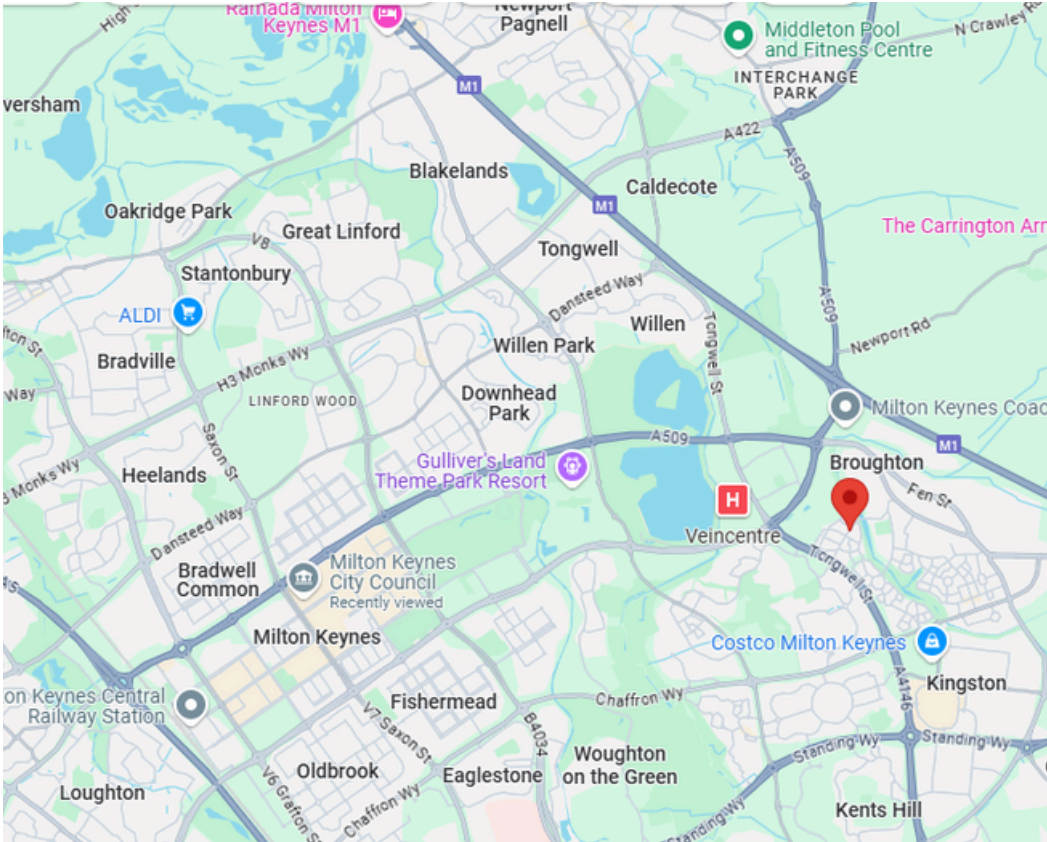 Ramada Milton
Keynes M1
Newport
Pagnell
High
N Crawley Rd
Middleton Pool
and Fitness Centre
INTERCHANGE
PARK
M1
versham
A422
A509
Blakelands
Caldecote
M1
Oakridge Park
Great Linford
V8
Tongwell
The Carrington Arm
Stantonbury
Dansteed Way
A509
ALDI
Willen
Tongwell St
Newport Rd
Willen Park
Bradville
H3 Monks Wy
Way
LINFORD WOOD
Downhead
Park
Milton Keynes Coac
Saxon St
A509
M1
Heelands
Gulliver's Land
Theme Park Resort
Broughton
Monks Wy
H
Fen St
Dansteed Way
Veincentre
Bradwell
Common
Milton Keynes
City Council
Recently viewed
Tongwell St
Milton Keynes
Costco Milton Keynes
on Keynes Central
Railway Station
Fishermead
Chaffron Wy
A4146
Kingston
V7 Saxon St
B4034
Standing Wy
Standing Wy
Oldbrook
Eaglestone
Woughton
on the Green
Loughton
V6 Grafton St
Chaffron Wy
Standing Wy
Kents Hill